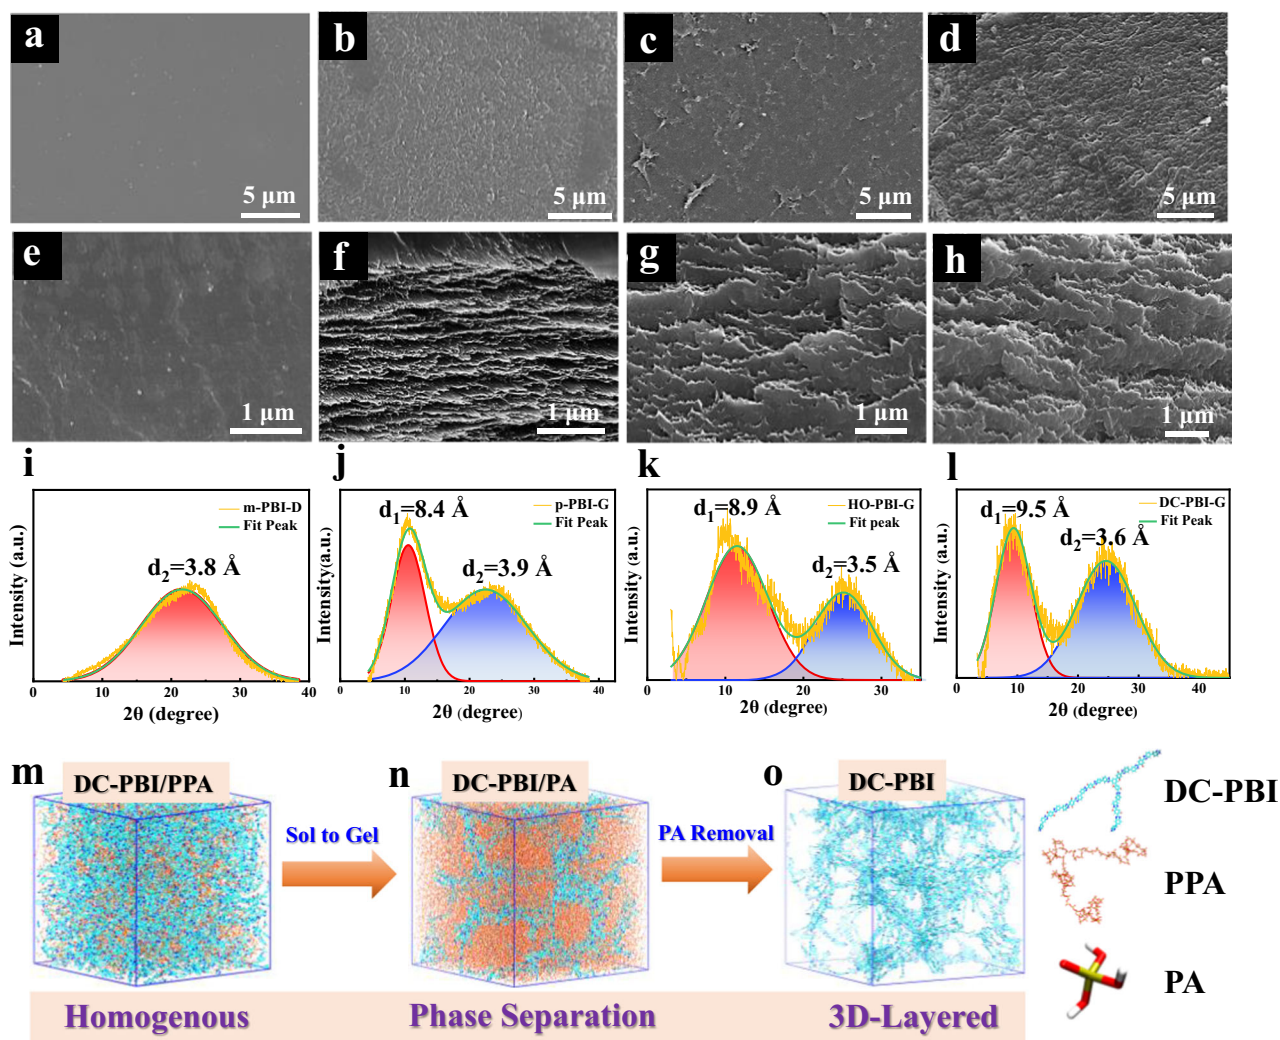 a
b
c
d
5 μm
5 μm
5 μm
5 μm
e
f
g
h
1 μm
1 μm
1 μm
1 μm
i
j
k
l
m-PBI-D
Fit Peak
d2=3.8 Å
Intensity (a.u.)
0 10 20 30 40
2θ (degree)
p-PBI-G
Fit Peak
d1=8.4 Å
d2=3.9 Å
Intensity(a.u.)
0 10 20 30 40
2θ (degree)
HO-PBI-G
Fit peak
d1=8.9 Å
d2=3.5 Å
Intensity (a.u.)
0 10 20 30
2θ (degree)
DC-PBI-G
Fit Peak
d1=9.5 Å
d2=3.6 Å
Intensity (a.u.)
0 10 20 30 40
2θ (degree)
m
DC-PBI/PPA
n
DC-PBI/PA
o
DC-PBI
Sol to Gel
PA Removal
DC-PBI
PPA
PA
Homogenous
Phase Separation
3D-Layered